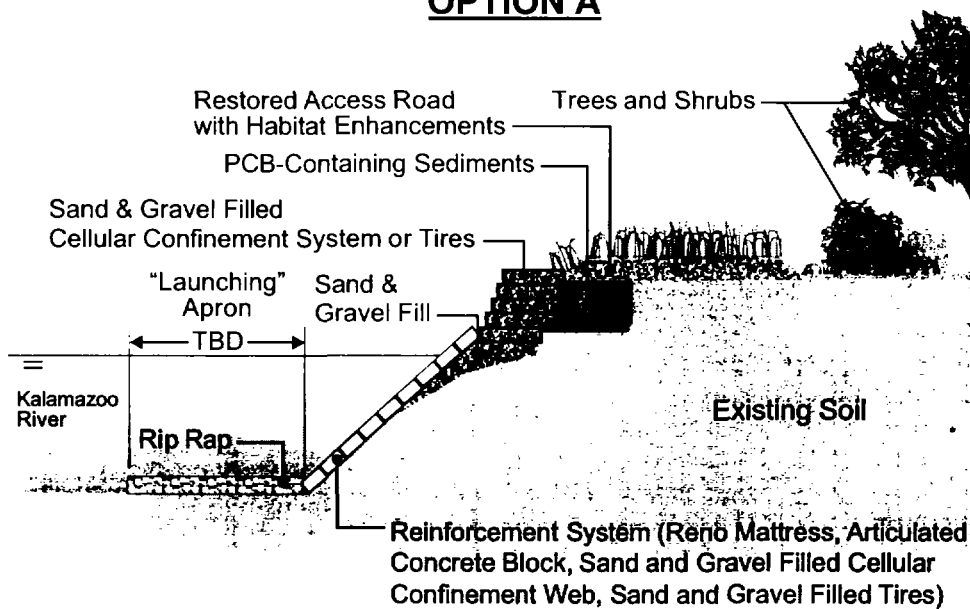 OPTION A
Restored Access Road
with Habitat Enhancements
Trees and Shrubs
PCB-Containing Sediments
Sand & Gravel Filled
Cellular Confinement System or Tires
"Launching"
Apron
TBD
Sand &
Gravel Fill
Kalamazoo
River
Rip Rap
Existing Soil
Reinforcement System (Reno Mattress, Articulated
Concrete Block, Sand and Gravel Filled Cellular
Confinement Web, Sand and Gravel Filled Tires)